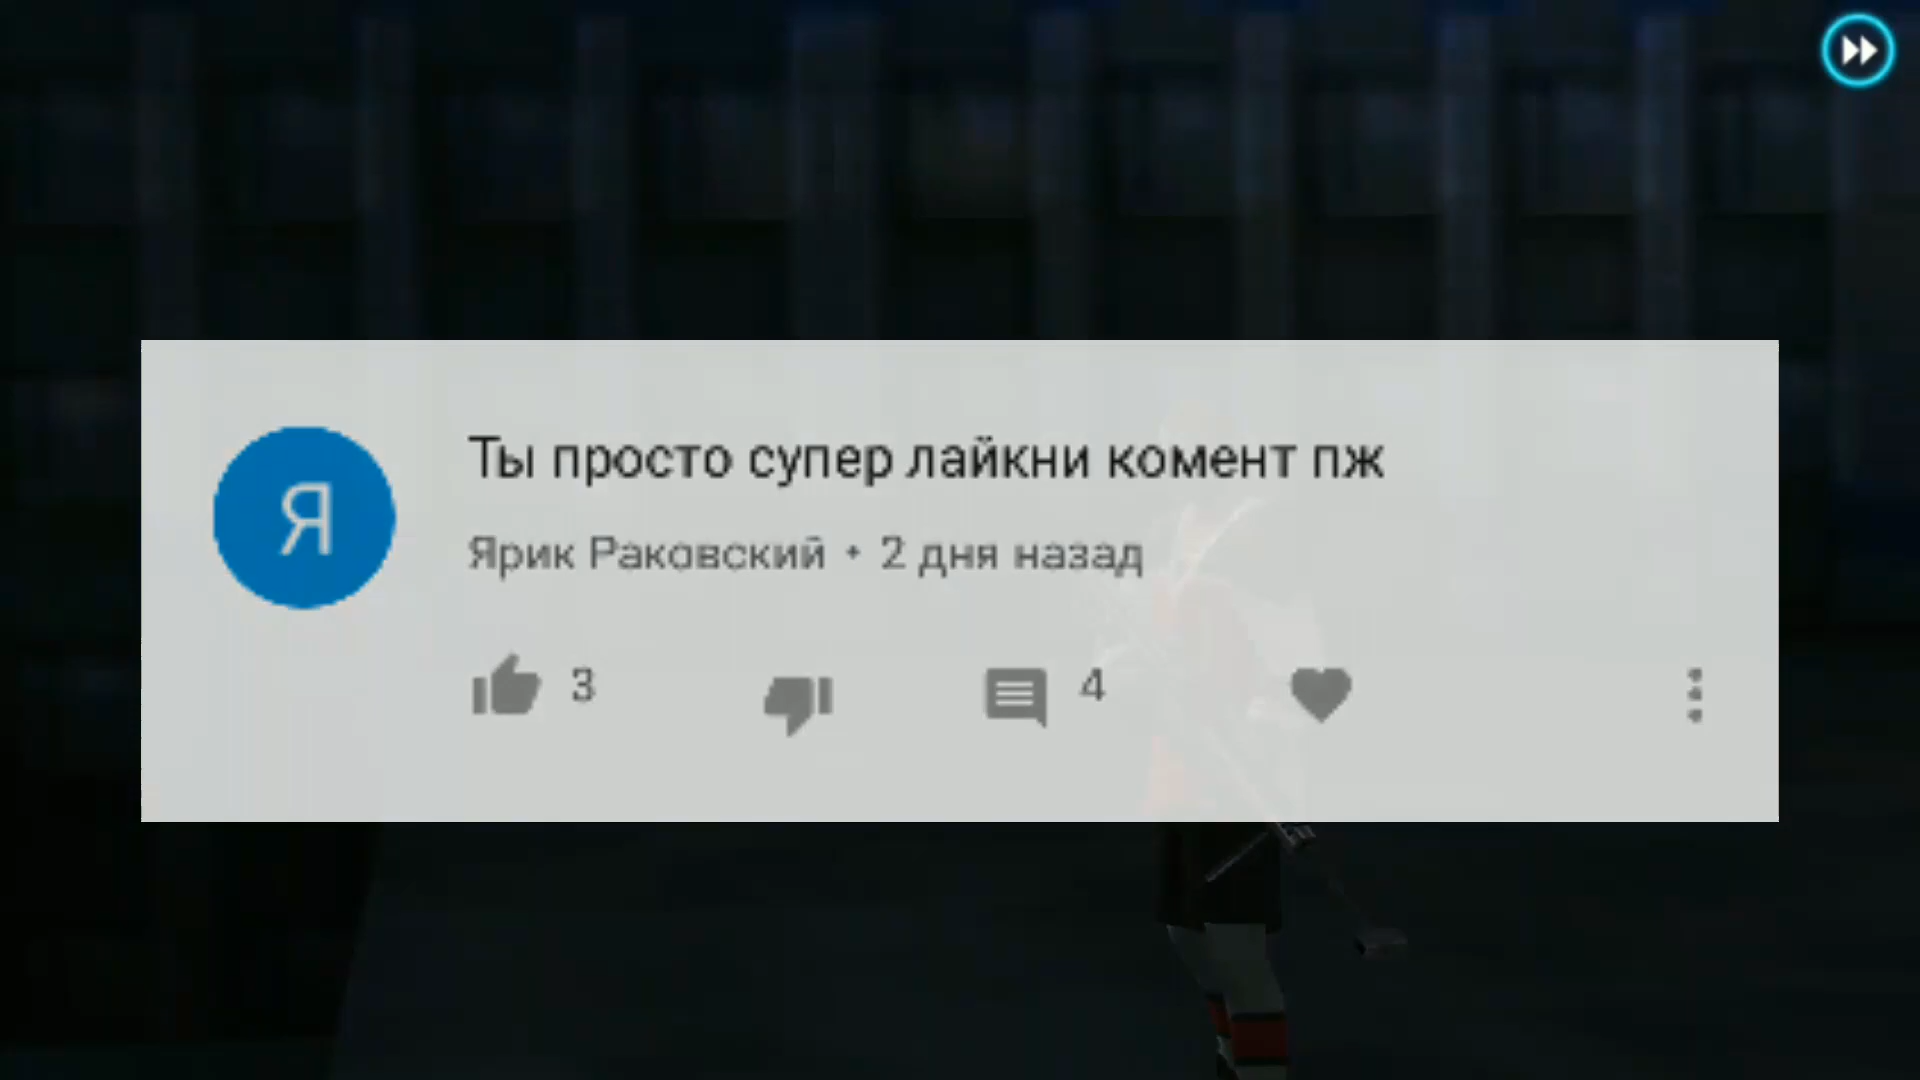 Я
Ты просто супер лайкни комент пж
Ярик Раковский • 2 дня назад
3
4